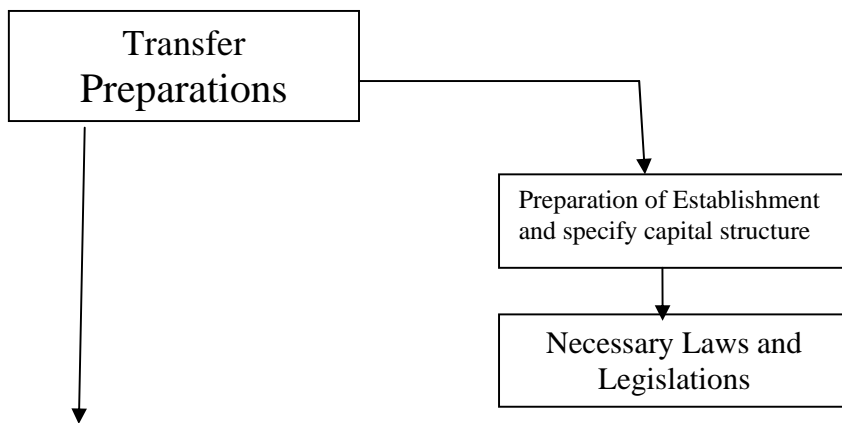 Transfer
Preparations
Preparation of Establishment
and specify capital structure
Necessary Laws and
Legislations